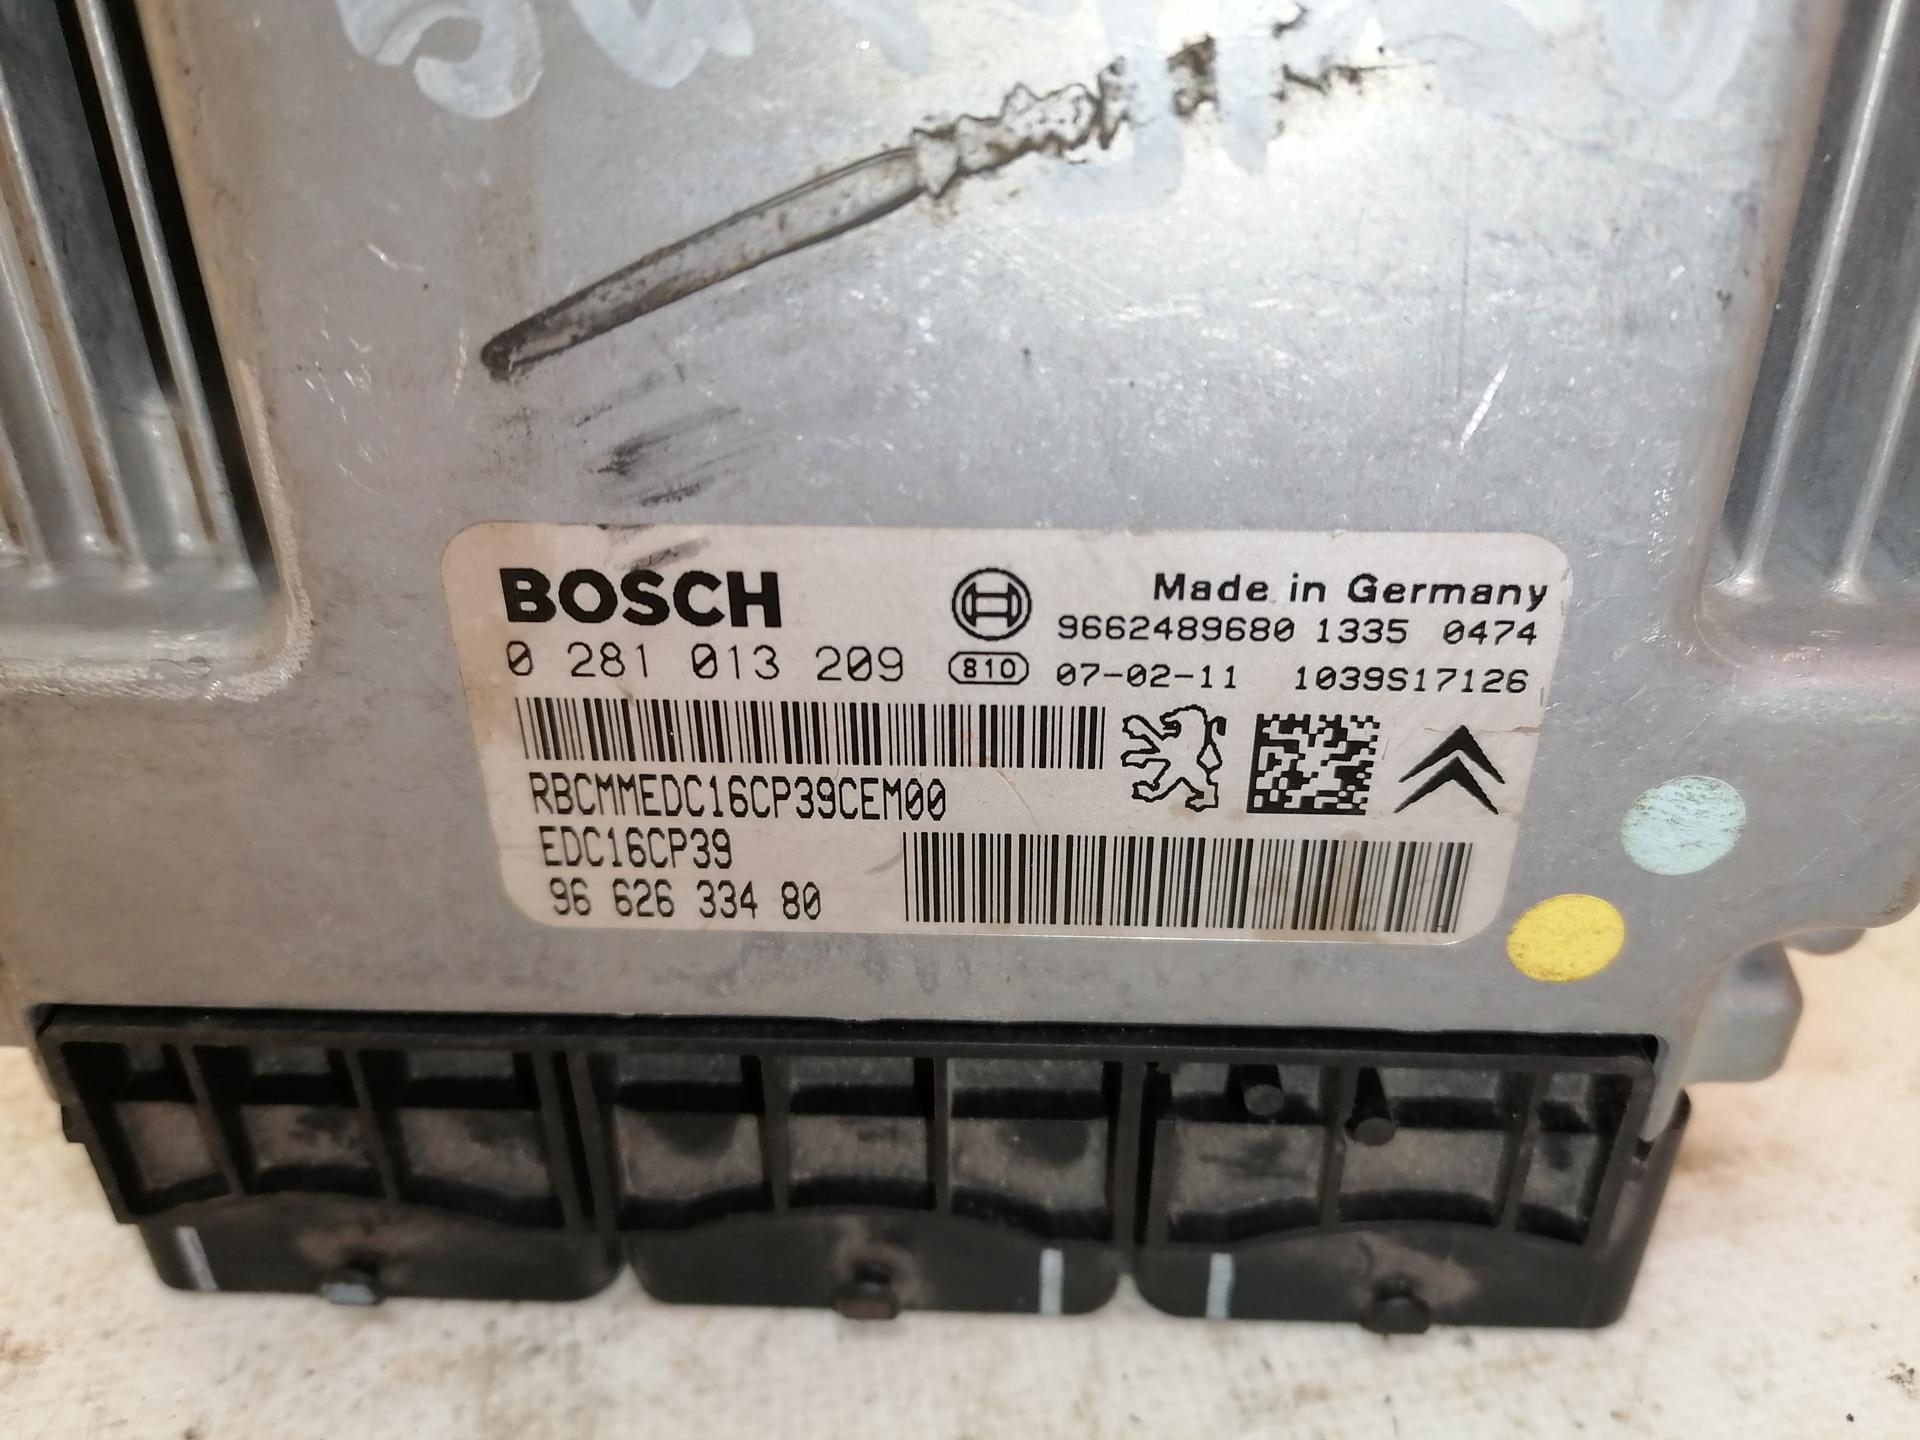 BOSCH
Made in Germany
9662489680 1335 0474
0 281 013 209
810
07-02-11 1039S17126
RBCMMEDC16CP39CEM00
EDC16CP39
96 626 334 80